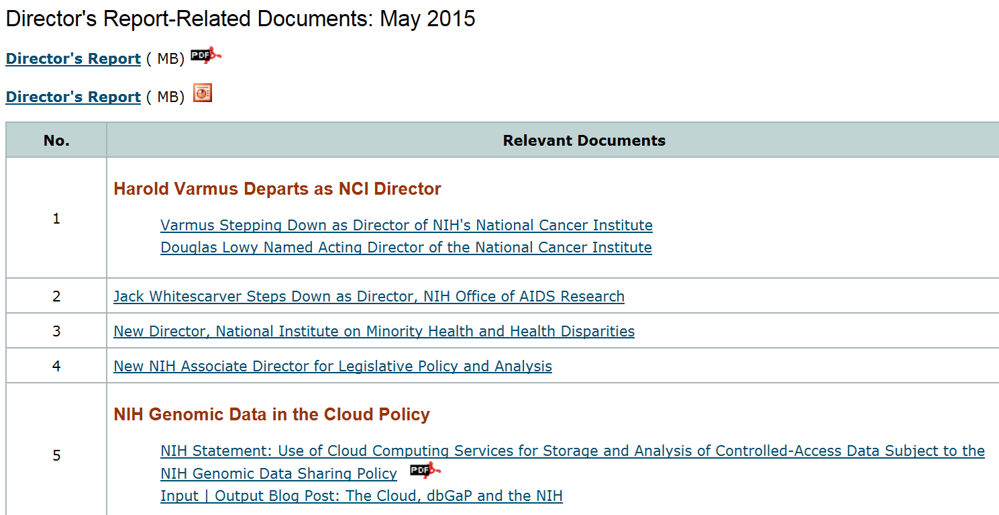 Director's Report-Related Documents: May 2015
Director's Report ( MB) PDF
Director's Report ( MB)
No. Relevant Documents
Harold Varmus Departs as NCI Director
1
Varmus Stepping Down as Director of NIH's National Cancer Institute
Douglas Lowy Named Acting Director of the National Cancer Institute
2 Jack Whitescarver Steps Down as Director, NIH Office of AIDS Research
3 New Director, National Institute on Minority Health and Health Disparities
4 New NIH Associate Director for Legislative Policy and Analysis
NIH Genomic Data in the Cloud Policy
5 NIH Statement: Use of Cloud Computing Services for Storage and Analysis of Controlled-Access Data Subject to the
NIH Genomic Data Sharing Policy PDF
Input | Output Blog Post: The Cloud, dbGaP and the NIH